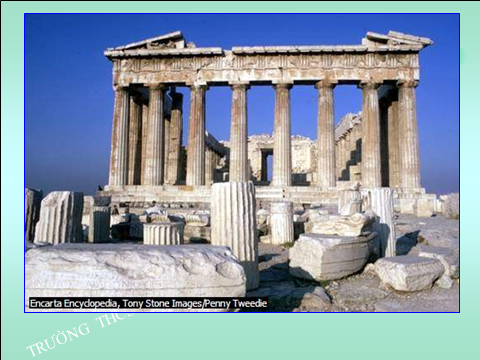 Encarta Encyclopedia, Tony Stone Images/Penny Tweedie
TRƯỜNG